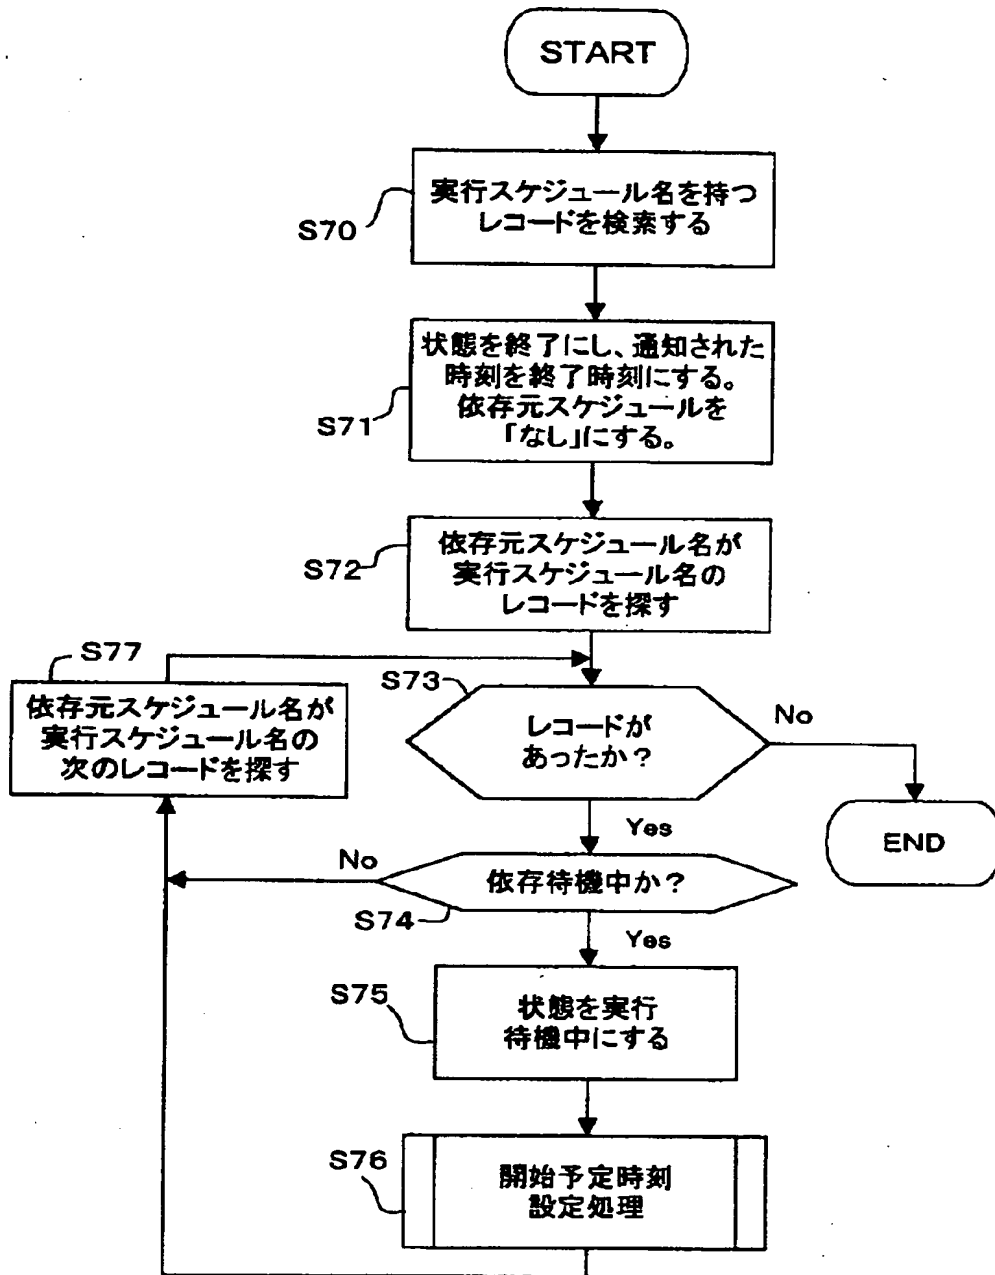 START
実行スケジュール名を持つ
レコードを検索する
S70
状態を終了にし、通知された
時刻を終了時刻にする。
依存元スケジュールを
「なし」にする。
S71
依存元スケジュール名が
実行スケジュール名の
レコードを探す
S72
S77
依存元スケジュール名が
実行スケジュール名の
次のレコードを探す
S73
レコードが
あったか？
No
END
Yes
依存待機中か？
No
S74
Yes
S75
状態を実行
待機中にする
S76
開始予定時刻
設定処理